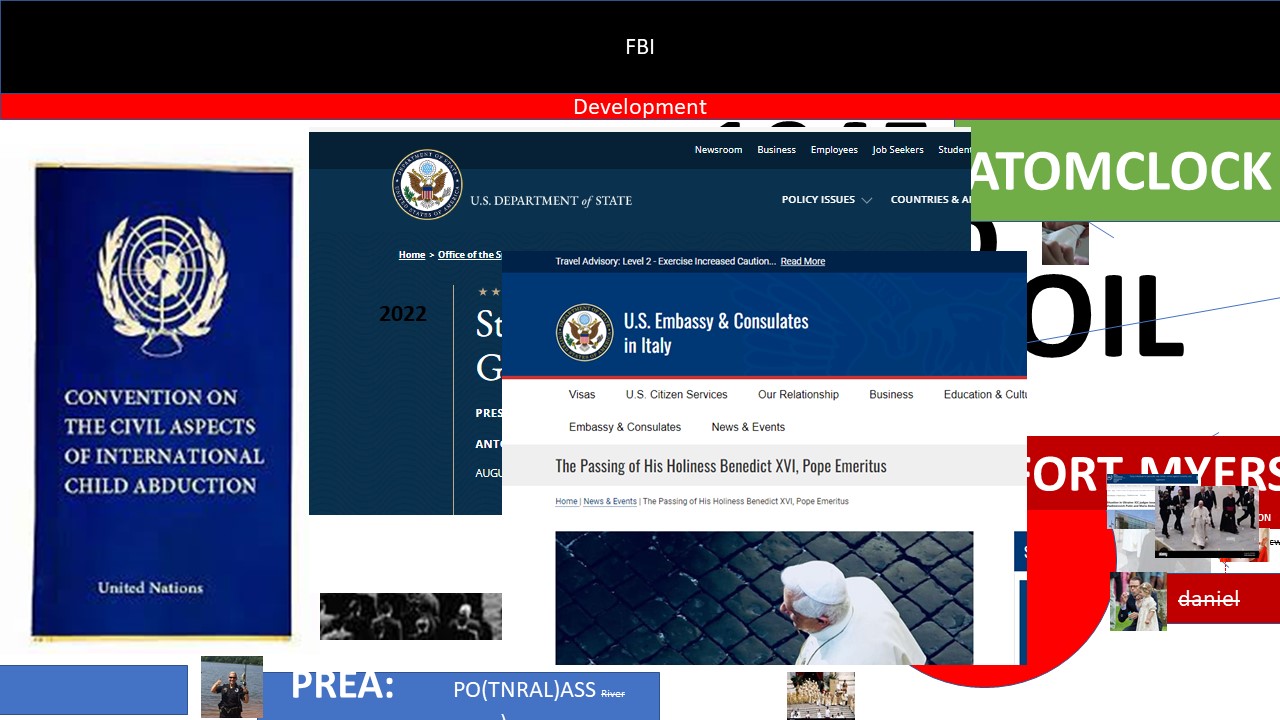 FBI
Development
ATOMCLOCK
Newsroom Business Employees Job Seekers Student
U.S. DEPARTMENT of STATE
POLICY ISSUES COUNTRIES & A
Home > Office of the S
2022
St
G
PRES
ANTO
AUGU
Travel Advisory: Level 2 - Exercise Increased Caution... Read More
U.S. Embassy & Consulates
in Italy
Visas U.S. Citizen Services Our Relationship Business Education & Cultu
Embassy & Consulates News & Events
The Passing of His Holiness Benedict XVI, Pope Emeritus
Home | News & Events | The Passing of His Holiness Benedict XVI, Pope Emeritus
OIL
FORT MYERS
ON
daniel
CONVENTION ON
THE CIVIL ASPECTS
OF INTERNATIONAL
CHILD ABDUCTION
United Nations
PREA:
PO(TNRAL)ASS River
)